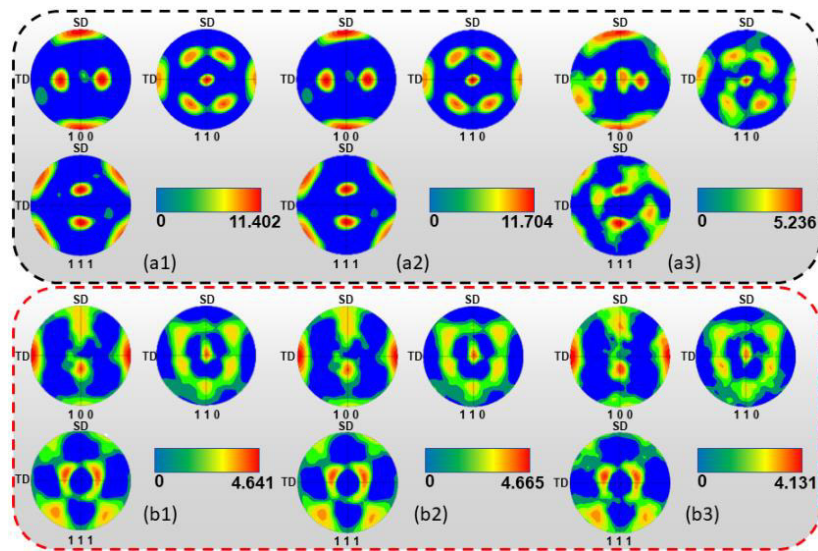 SD SD SD SD SD SD
TD TD TD TD TD TD
1 0 0 1 1 0 1 0 0 1 1 0 1 0 0 1 1 0
SD SD SD
TD TD TD
0 11.402 0 11.704 0 5.236
1 1 1 (a1) 1 1 1 (a2) 1 1 1 (a3)
SD SD SD SD SD SD
TD TD TD TD TD TD
1 0 0 1 1 0 1 0 0 1 1 0 1 0 0 1 1 0
SD SD SD
TD TD TD
0 4.641 0 4.665 0 4.131
1 1 1 (b1) 1 1 1 (b2) 1 1 1 (b3)